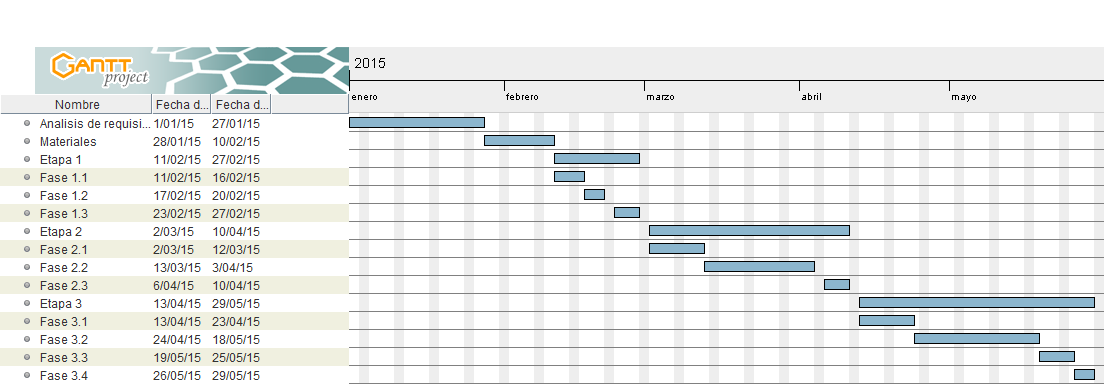 GANTT
project
2015
enero febrero marzo abril mayo
Nombre Fecha d... Fecha d...
Analisis de requisi... 1/01/15 27/01/15
Materiales 28/01/15 10/02/15
Etapa 1 11/02/15 27/02/15
Fase 1.1 11/02/15 16/02/15
Fase 1.2 17/02/15 20/02/15
Fase 1.3 23/02/15 27/02/15
Etapa 2 2/03/15 10/04/15
Fase 2.1 2/03/15 12/03/15
Fase 2.2 13/03/15 3/04/15
Fase 2.3 6/04/15 10/04/15
Etapa 3 13/04/15 29/05/15
Fase 3.1 13/04/15 23/04/15
Fase 3.2 24/04/15 18/05/15
Fase 3.3 19/05/15 25/05/15
Fase 3.4 26/05/15 29/05/15